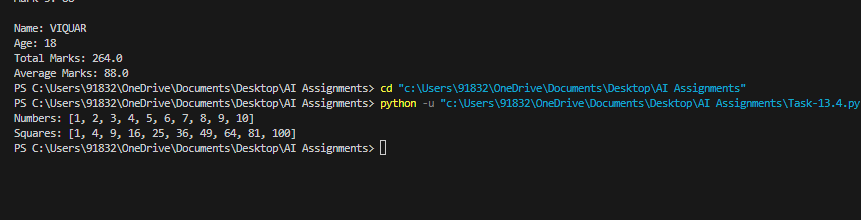 Name: VIQUAR
Age: 18
Total Marks: 264.0
Average Marks: 88.0
PS C:\Users\91832\OneDrive\Documents\Desktop\AI Assignments> cd "c:\Users\91832\OneDrive\Documents\Desktop\AI Assignments"
PS C:\Users\91832\OneDrive\Documents\Desktop\AI Assignments> python -u "c:\Users\91832\OneDrive\Documents\Desktop\AI Assignments\Task-13.4.py
Numbers: [1, 2, 3, 4, 5, 6, 7, 8, 9, 10]
Squares: [1, 4, 9, 16, 25, 36, 49, 64, 81, 100]
PS C:\Users\91832\OneDrive\Documents\Desktop\AI Assignments>